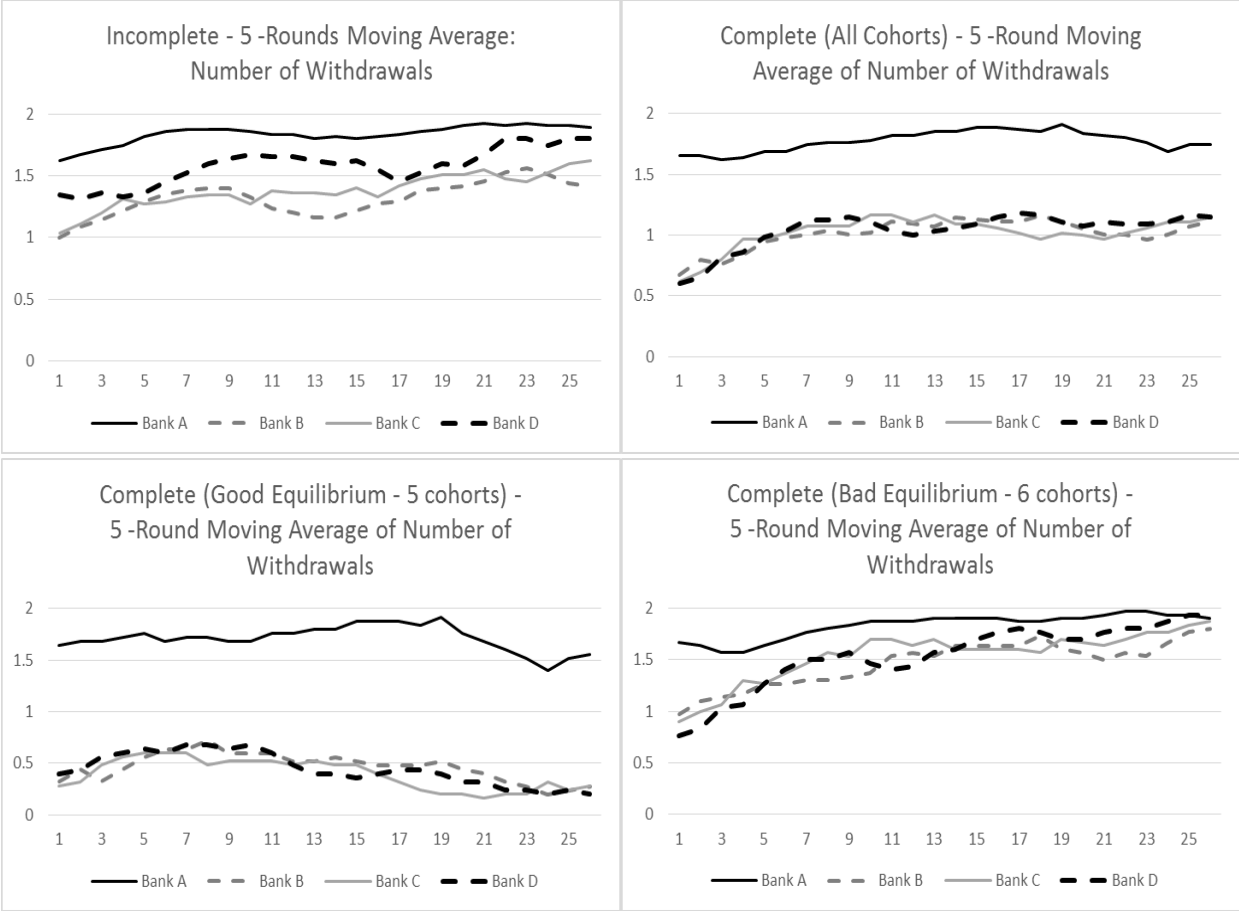 Incomplete - 5 -Rounds Moving Average:
Number of Withdrawals
2
1.5
1
0.5
0
1 3 5 7 9 11 13 15 17 19 21 23 25
Bank A Bank B Bank C Bank D
Complete (All Cohorts) - 5 -Round Moving
Average of Number of Withdrawals
2
1.5
1
0.5
0
1 3 5 7 9 11 13 15 17 19 21 23 25
Bank A Bank B Bank C Bank D
Complete (Good Equilibrium - 5 cohorts) -
5 -Round Moving Average of Number of
Withdrawals
2
1.5
1
0.5
0
1 3 5 7 9 11 13 15 17 19 21 23 25
Bank A Bank B Bank C Bank D
Complete (Bad Equilibrium - 6 cohorts) -
5 -Round Moving Average of Number of
Withdrawals
2
1.5
1
0.5
0
1 3 5 7 9 11 13 15 17 19 21 23 25
Bank A Bank B Bank C Bank D